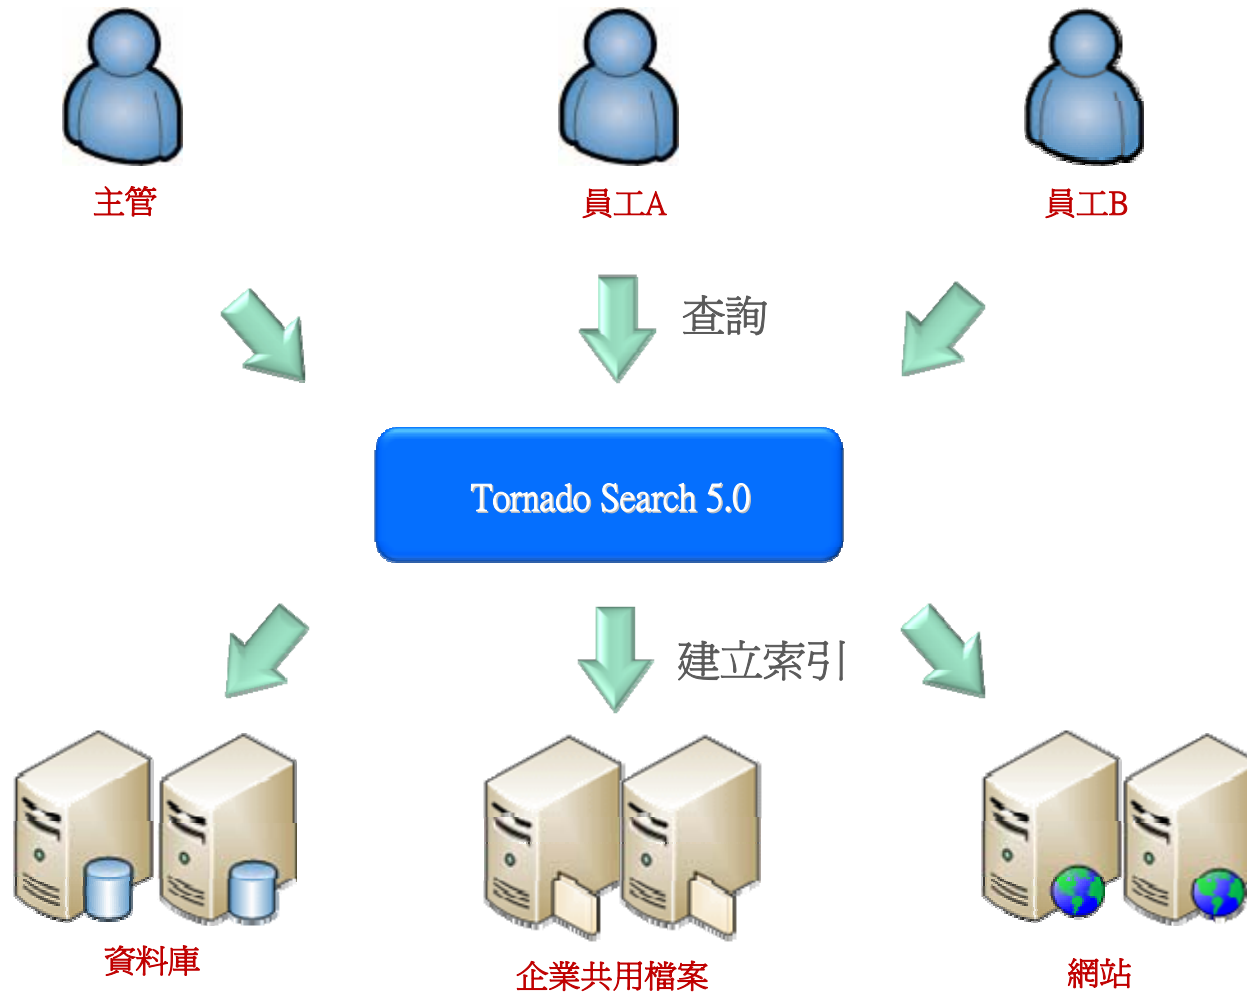 主管
員工A
員工B
查詢
Tornado Search 5.0
建立索引
資料庫
企業共用檔案
網站